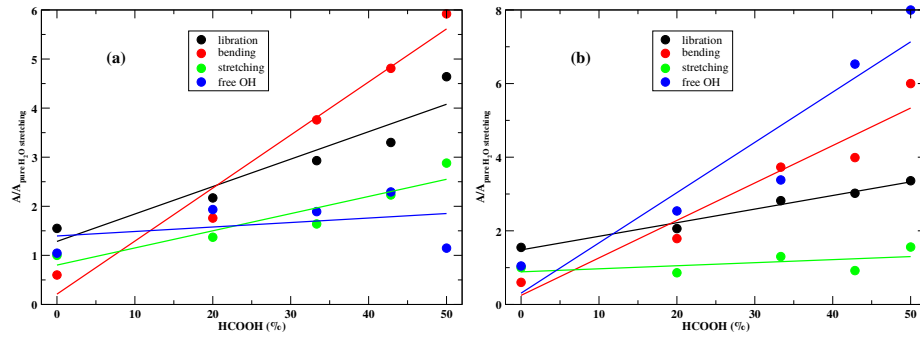 (a)
libration
bending
stretching
free OH
6
5
4
3
2
1
0
0
10
20
30
40
50
HCOOH (%)
A/A pure H₂O stretching
(b)
libration
bending
stretching
free OH
8
6
4
2
0
0
10
20
30
40
50
HCOOH (%)
A/A pure H₂O stretching